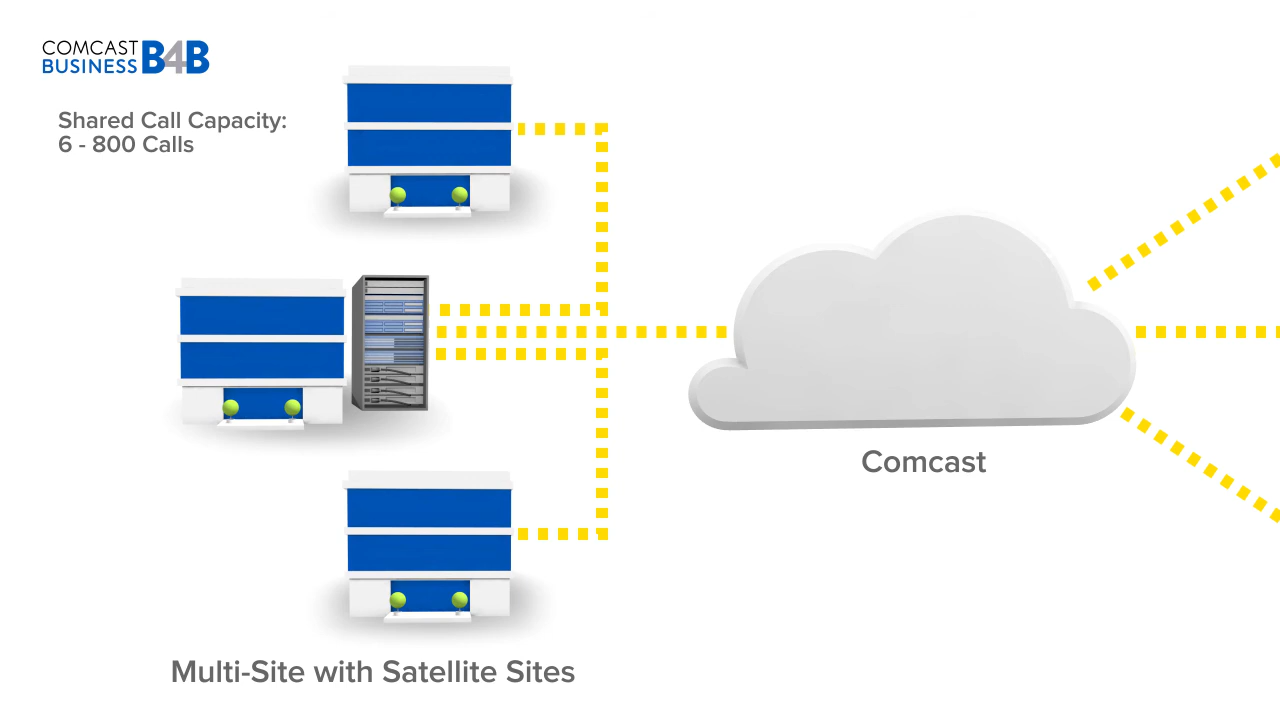 COMCAST
BUSINESS B4B
Shared Call Capacity:
6 - 800 Calls
Comcast
Multi-Site with Satellite Sites